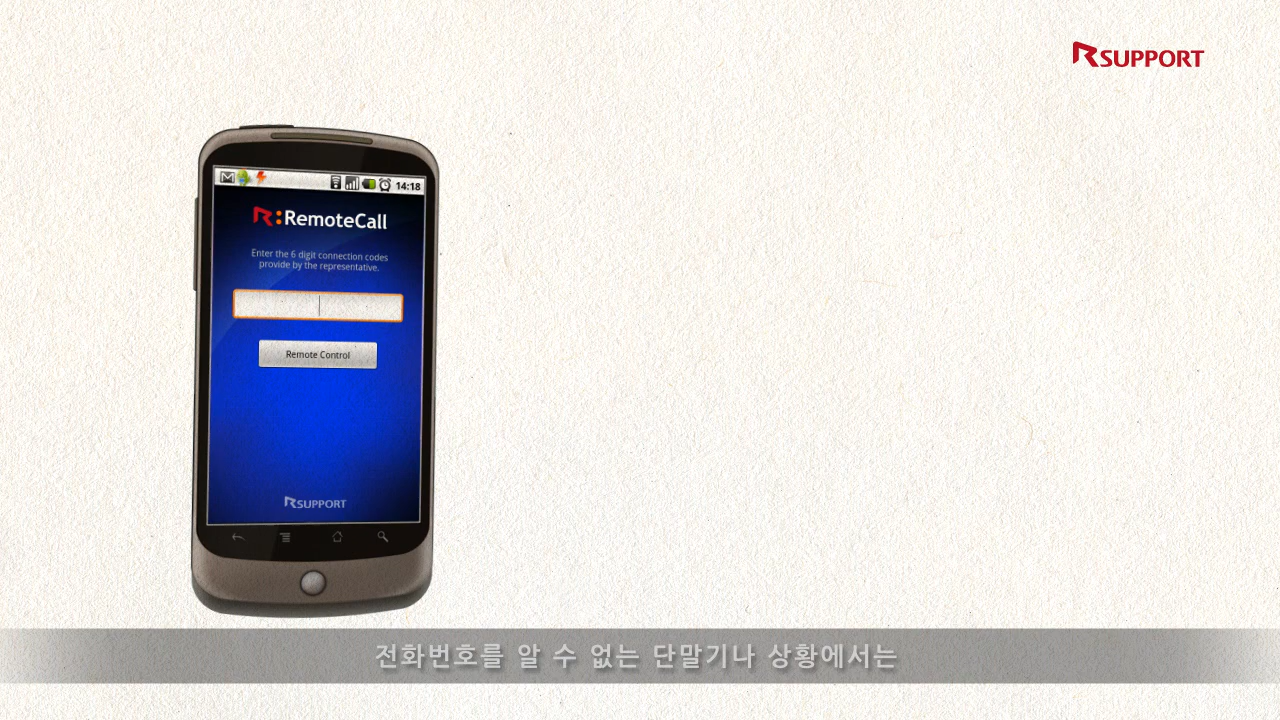 RSUPPORT
14:18
R:RemoteCall
Enter the 6 digit connection codes
provide by the representative.
Remote Control
RSUPPORT
전화번호를 알 수 없는 단말기나 상황에서는